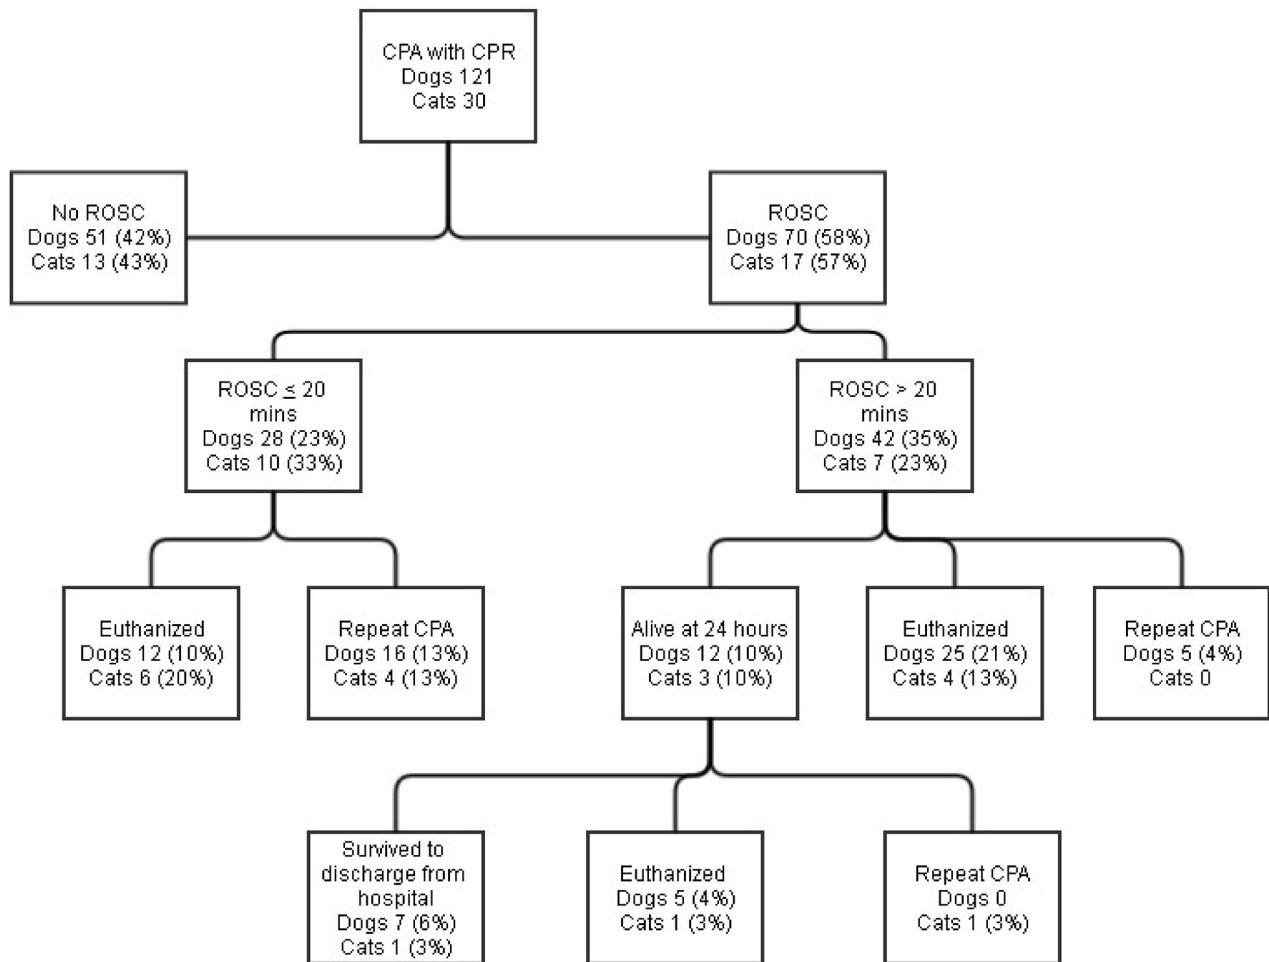 CPA with CPR
Dogs 121
Cats 30
No ROSC
Dogs 51 (42%)
Cats 13 (43%)
ROSC
Dogs 70 (58%)
Cats 17 (57%)
ROSC ≤ 20
mins
Dogs 28 (23%)
Cats 10 (33%)
ROSC > 20
mins
Dogs 42 (35%)
Cats 7 (23%)
Euthanized
Dogs 12 (10%)
Cats 6 (20%)
Repeat CPA
Dogs 16 (13%)
Cats 4 (13%)
Alive at 24 hours
Dogs 12 (10%)
Cats 3 (10%)
Euthanized
Dogs 25 (21%)
Cats 4 (13%)
Repeat CPA
Dogs 5 (4%)
Cats 0
Survived to
discharge from
hospital
Dogs 7 (6%)
Cats 1 (3%)
Euthanized
Dogs 5 (4%)
Cats 1 (3%)
Repeat CPA
Dogs 0
Cats 1 (3%)